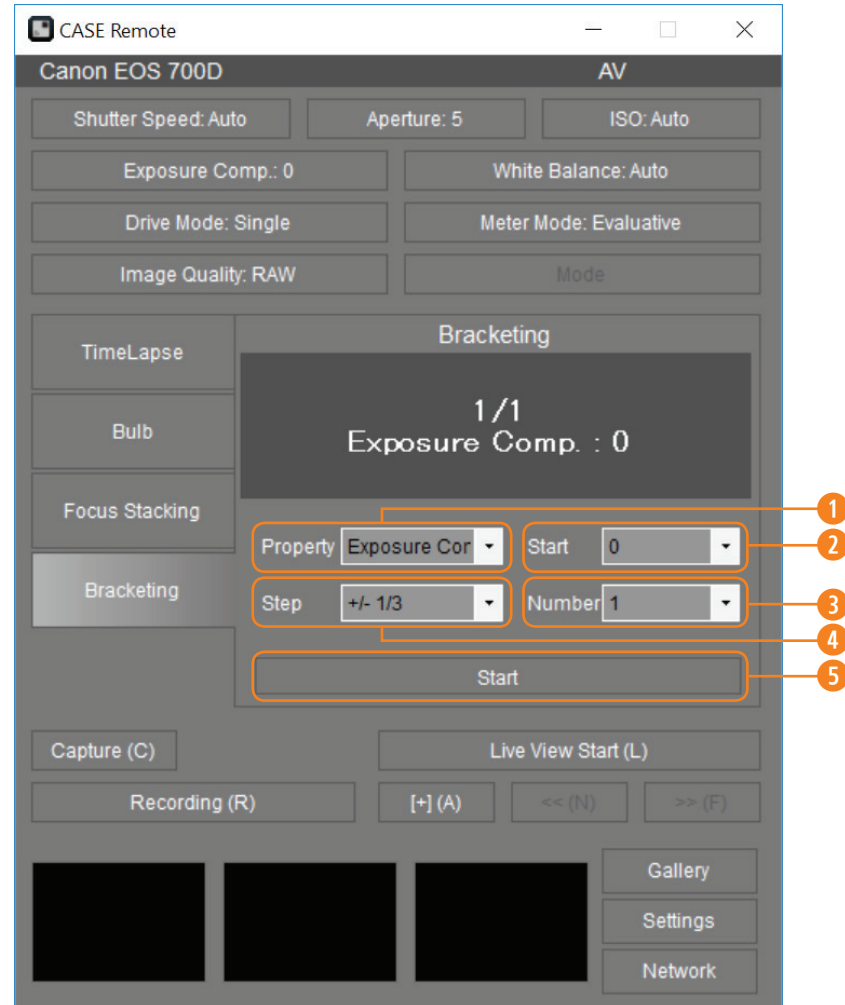 CASE Remote
Canon EOS 700D AV
Shutter Speed: Auto Aperture: 5 ISO: Auto
Exposure Comp.: 0 White Balance: Auto
Drive Mode: Single Meter Mode: Evaluative
Image Quality: RAW Mode
Bracketing
TimeLapse
1/1
Bulb
Exposure Comp. : 0
Focus Stacking
1
Property Exposure Cor Start 0 2
Bracketing
Step +/- 1/3 Number 1 3
4
Start 5
Capture (C) Live View Start (L)
Recording (R) [+] (A) << (N) >> (F)
Gallery
Settings
Network